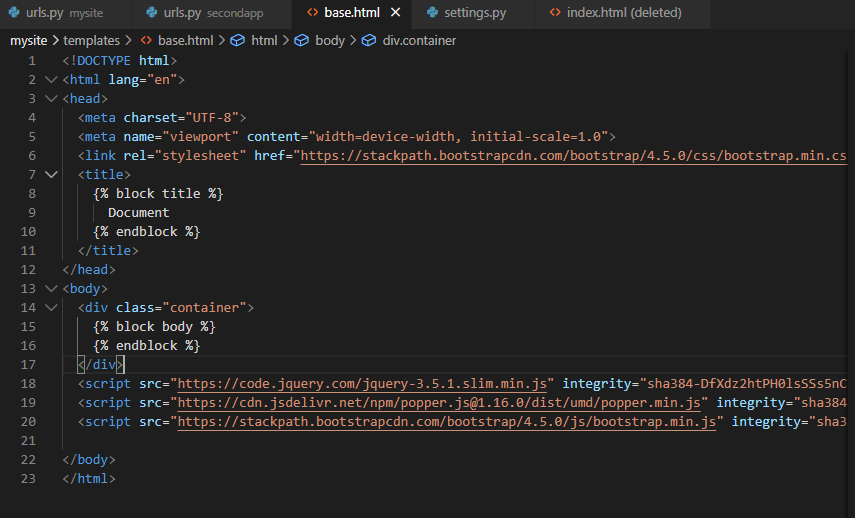 urls.py mysite urls.py secondapp base.html settings.py index.html (deleted)
mysite > templates > base.html > html > body > div.container
1 <!DOCTYPE html>
2 <html lang="en">
3 <head>
4 <meta charset="UTF-8">
5 <meta name="viewport" content="width=device-width, initial-scale=1.0">
6 <link rel="stylesheet" href="https://stackpath.bootstrapcdn.com/bootstrap/4.5.0/css/bootstrap.min.cs
7 <title>
8 {% block title %}
9 Document
10 {% endblock %}
11 </title>
12 </head>
13 <body>
14 <div class="container">
15 {% block body %}
16 {% endblock %}
17 </div>
18 <script src="https://code.jquery.com/jquery-3.5.1.slim.min.js" integrity="sha384-DfXdz2htPH0lsSSs5nC
19 <script src="https://cdn.jsdelivr.net/npm/popper.js@1.16.0/dist/umd/popper.min.js" integrity="sha384
20 <script src="https://stackpath.bootstrapcdn.com/bootstrap/4.5.0/js/bootstrap.min.js" integrity="sha3
21
22 </body>
23 </html>